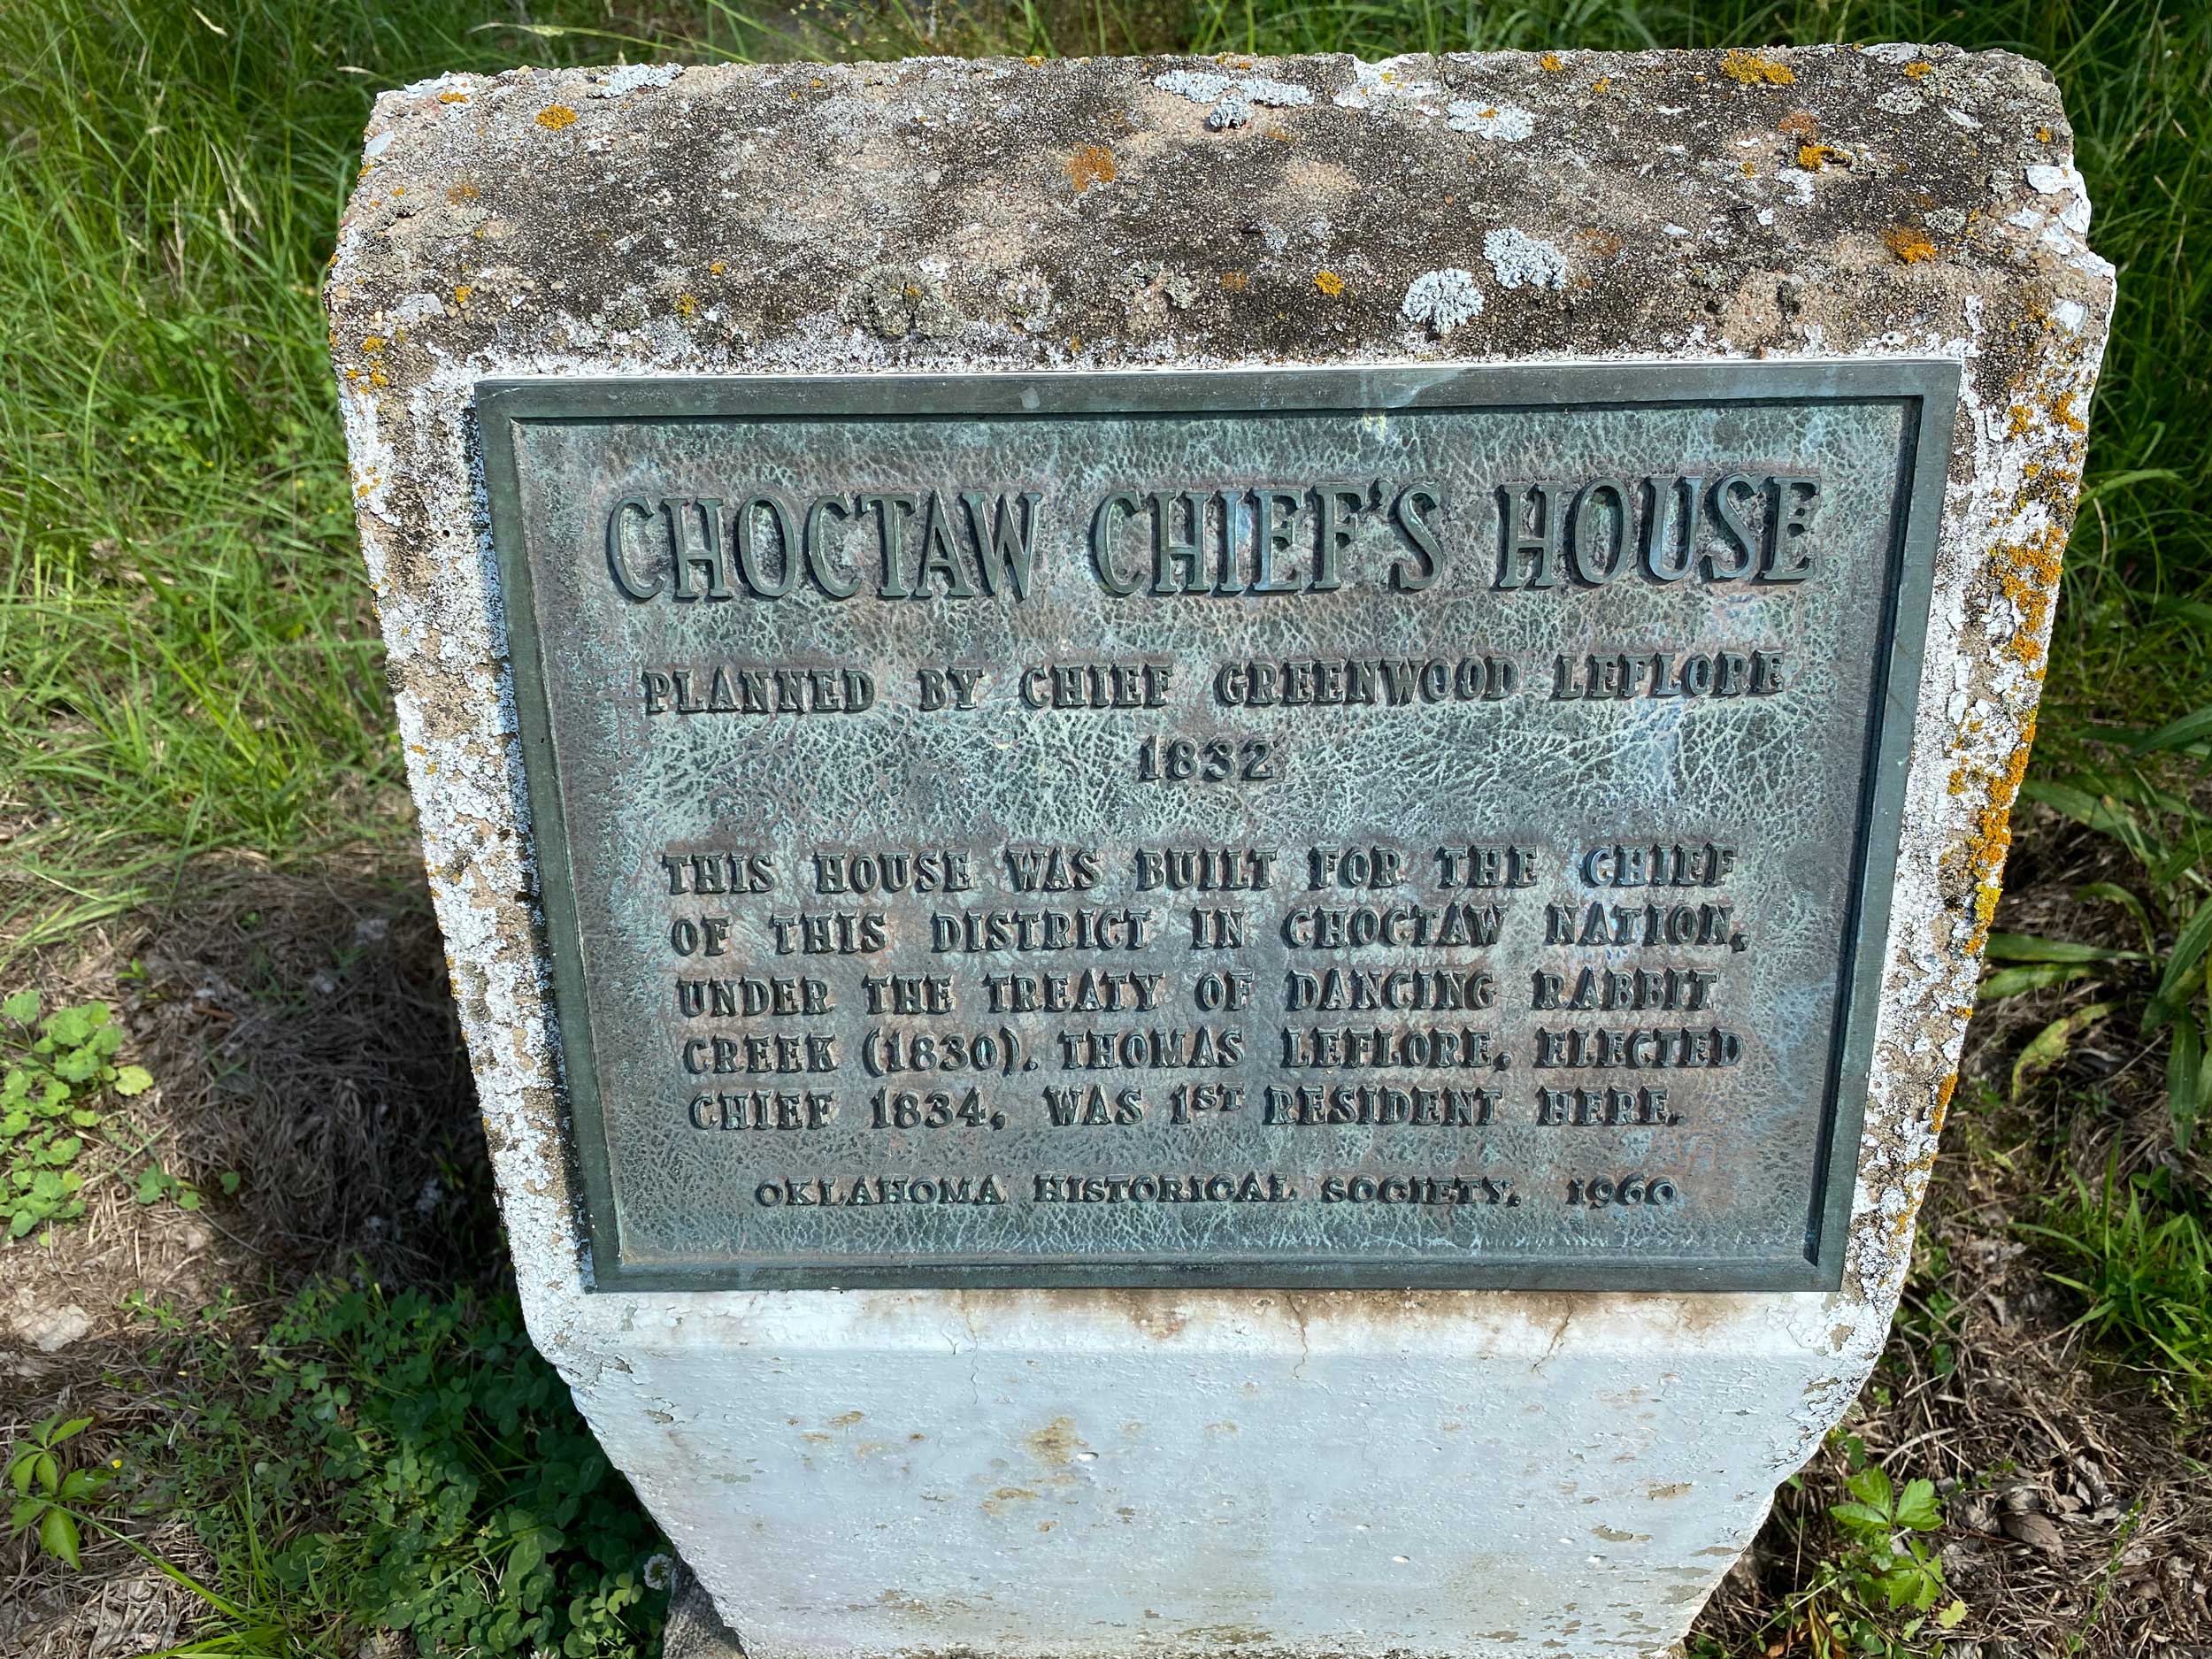 CHOCTAW CHIEF'S HOUSE
PLANNED BY CHIEF GREENWOOD LEFLORE
1832
THIS HOUSE WAS BUILT FOR THE CHIEF
OF THIS DISTRICT IN CHOCTAW NATION,
UNDER THE TREATY OF DANCING RABBIT
CREEK (1830). THOMAS LEFLORE, ELECTED
CHIEF 1834, WAS 1ST RESIDENT HERE.
OKLAHOMA HISTORICAL SOCIETY, 1960